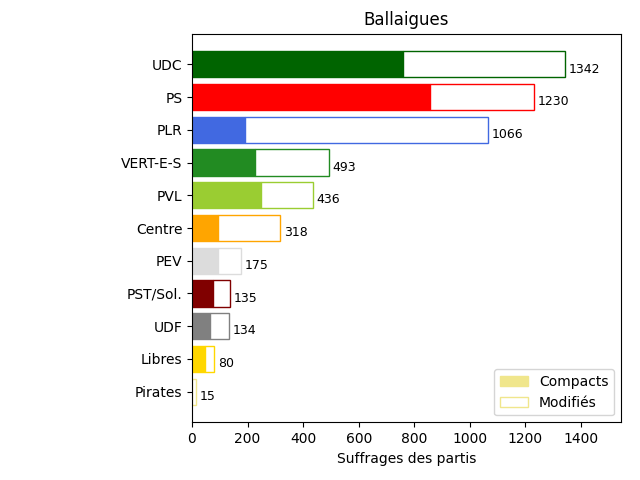 Ballaigues
UDC 1342
PS 1230
PLR 1066
VERT-E-S 493
PVL 436
Centre 318
PEV 175
PST/Sol. 135
UDF 134
Libres 80
Pirates 15
Compacts
Modifiés
0 200 400 600 800 1000 1200 1400
Suffrages des partis